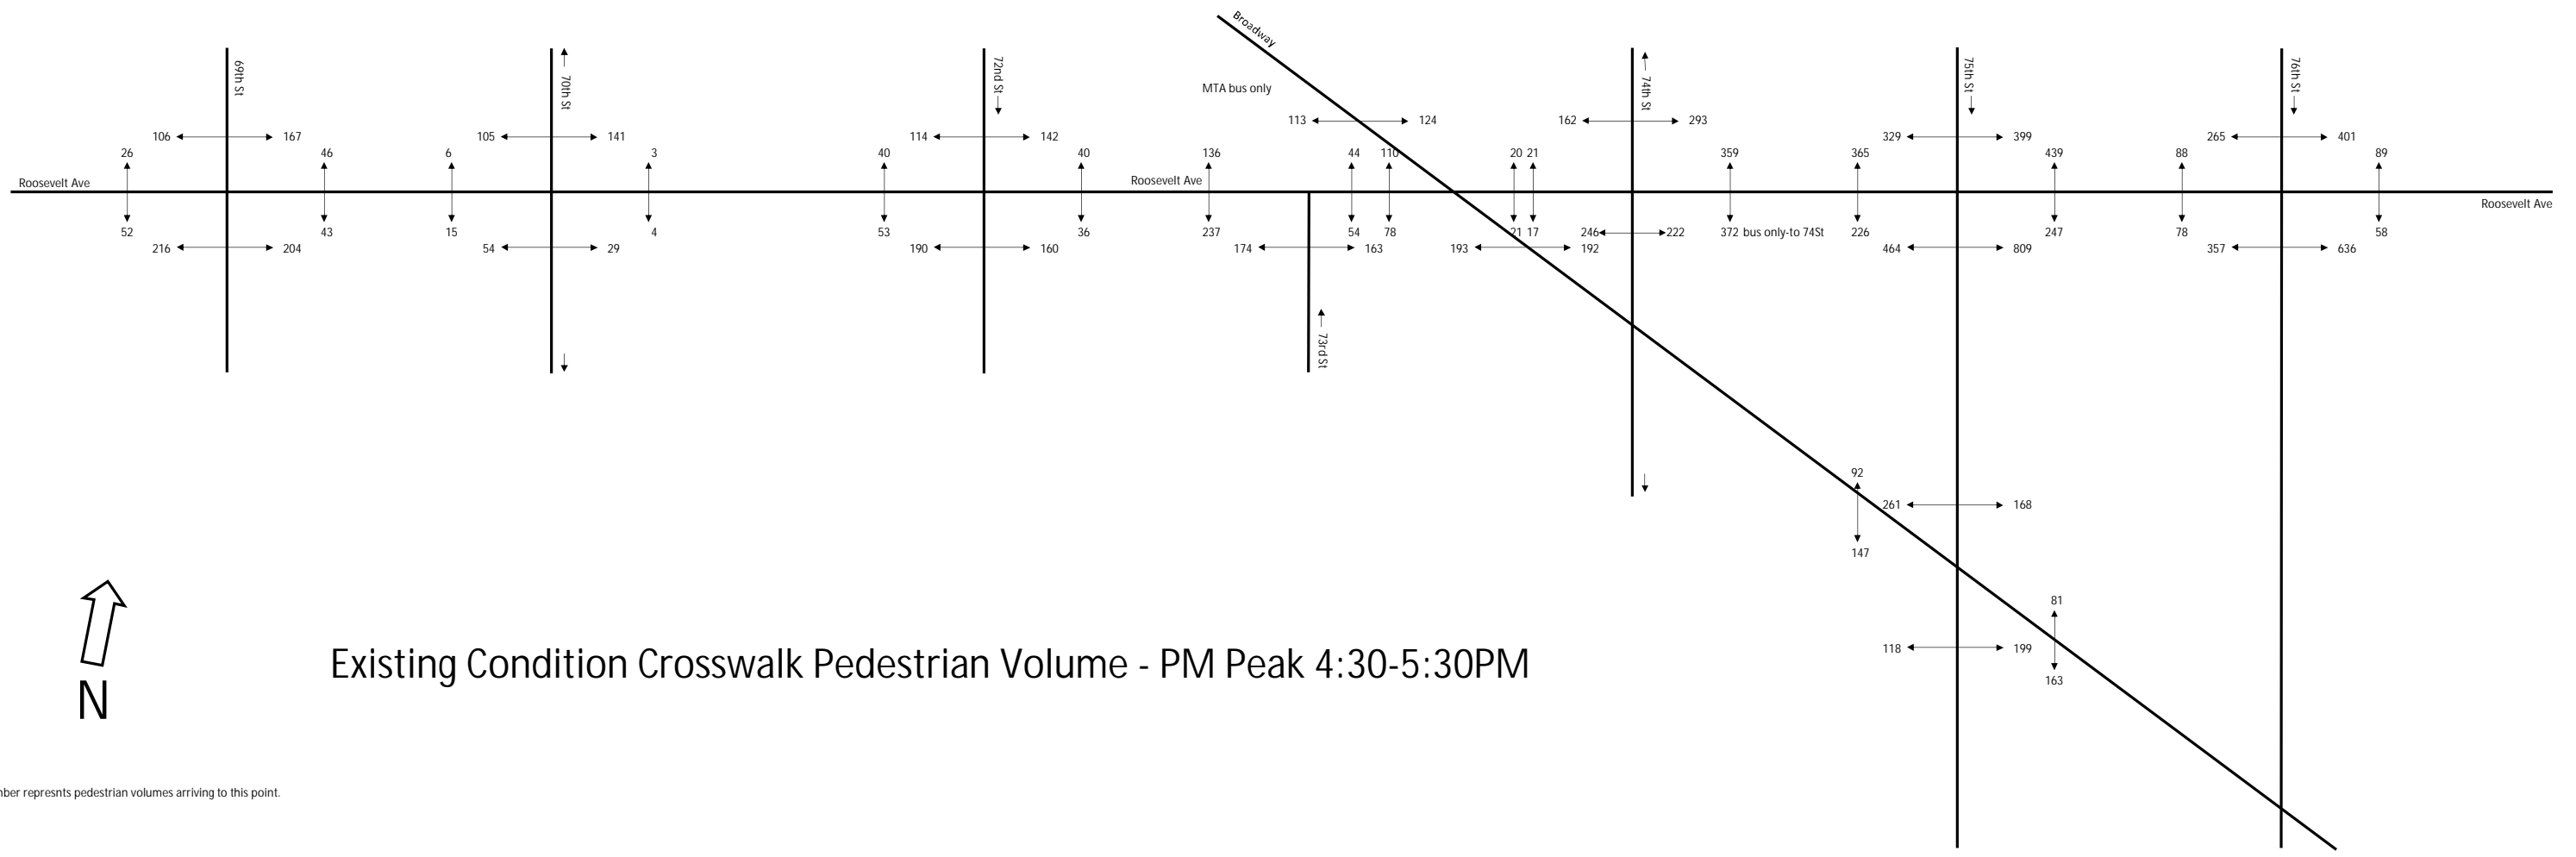 Broadway
69th St
70th St
72nd St
MTA bus only
74th St
75th St
76th St
113 124
162 293
106 167
105 141
114 142
329 399
265 401
26 46
6 3
40 40
136
44 110
20 21
359
365 439
88 89
Roosevelt Ave
Roosevelt Ave
Roosevelt Ave
52 43
15 4
53 36
237
54 78
21 17
246 222
372 bus only-to 74St
226 247
78 58
216 204
54 29
190 160
174 163
193 192
464 809
357 636
73rd St
92
261 168
147
81
118 199
163
Existing Condition Crosswalk Pedestrian Volume - PM Peak 4:30-5:30PM
N
represnts pedestrian volumes arriving to this point.